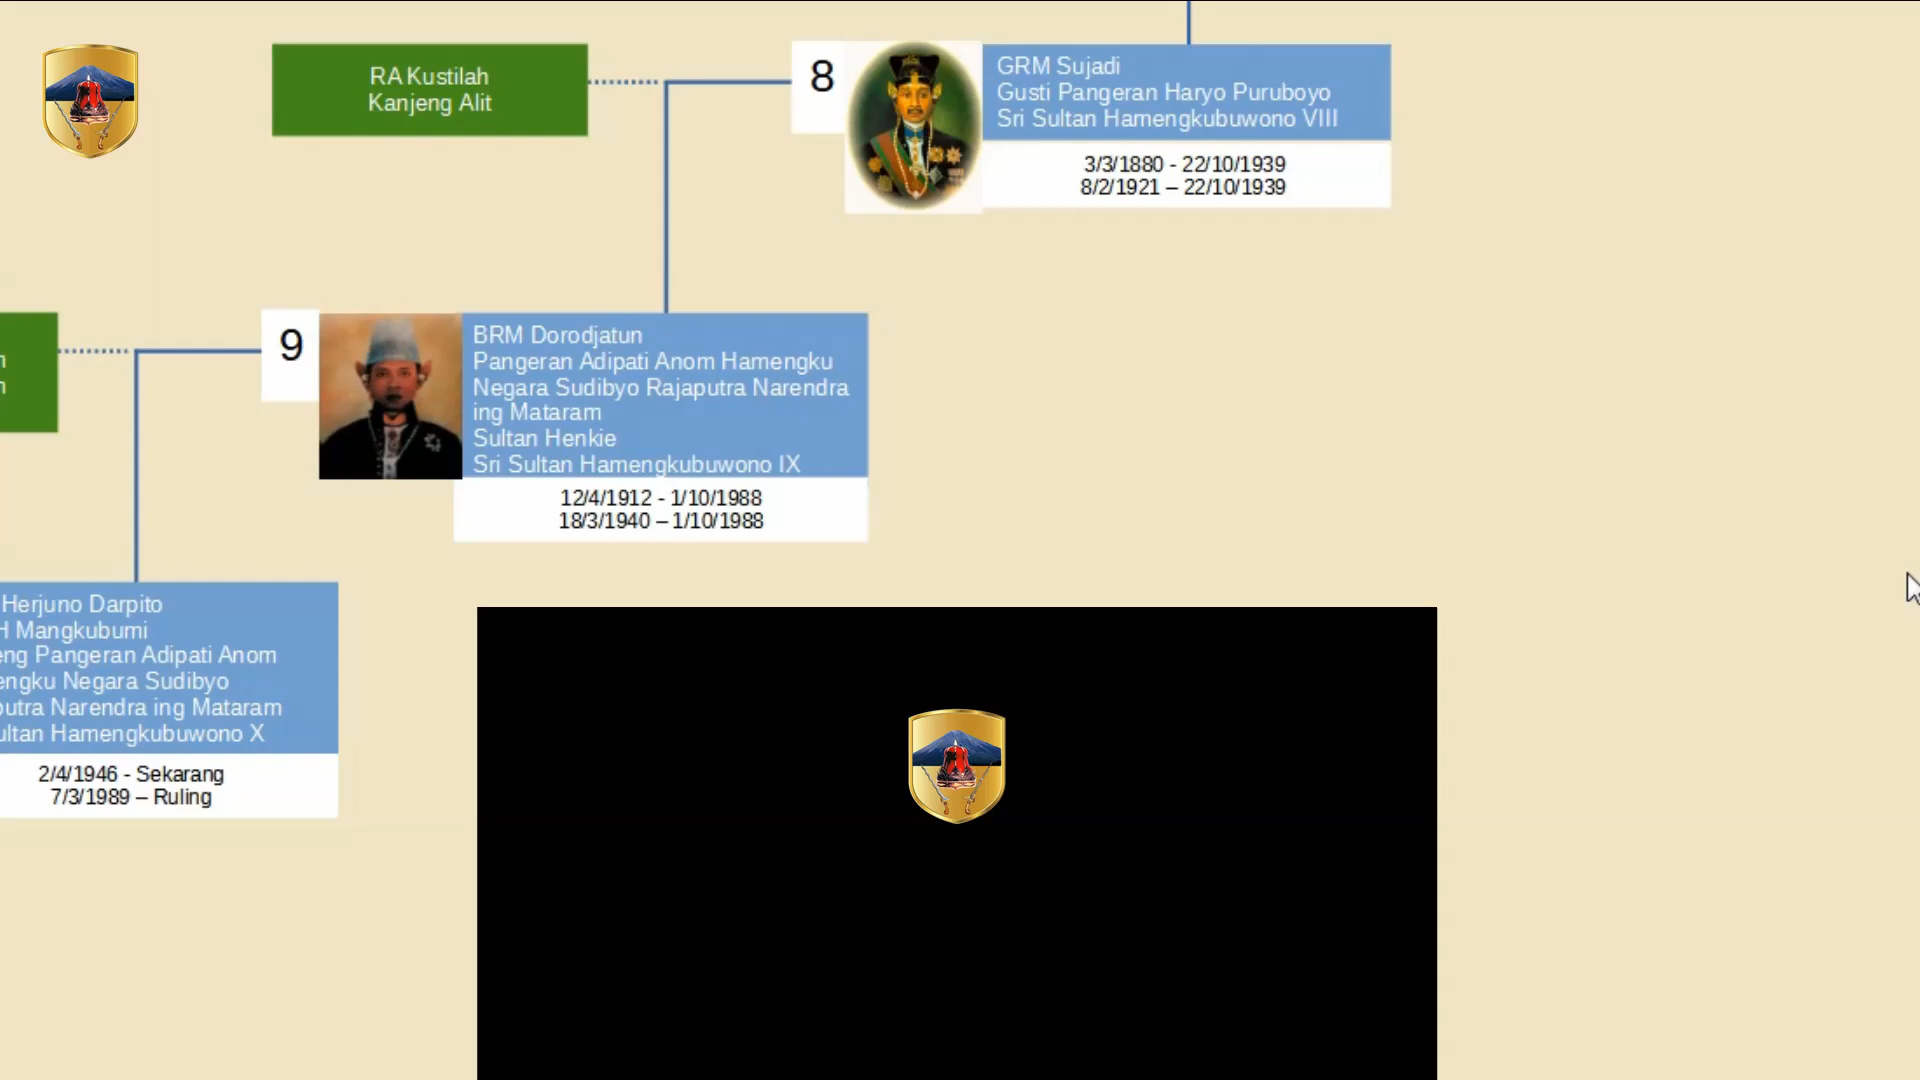 RA Kustilah
Kanjeng Alit
8
GRM Sujadi
Gusti Pangeran Haryo Puruboyo
Sri Sultan Hamengkubuwono VIII
3/3/1880 - 22/10/1939
8/2/1921 – 22/10/1939
9
BRM Dorodjatun
Pangeran Adipati Anom Hamengku
Negara Sudibyo Rajaputra Narendra
ing Mataram
Sultan Henkie
Sri Sultan Hamengkubuwono IX
12/4/1912 - 1/10/1988
18/3/1940 – 1/10/1988
Herjuno Darpito
H Mangkubumi
eng Pangeran Adipati Anom
engku Negara Sudibyo
putra Narendra ing Mataram
ultan Hamengkubuwono X
2/4/1946 - Sekarang
7/3/1989 – Ruling